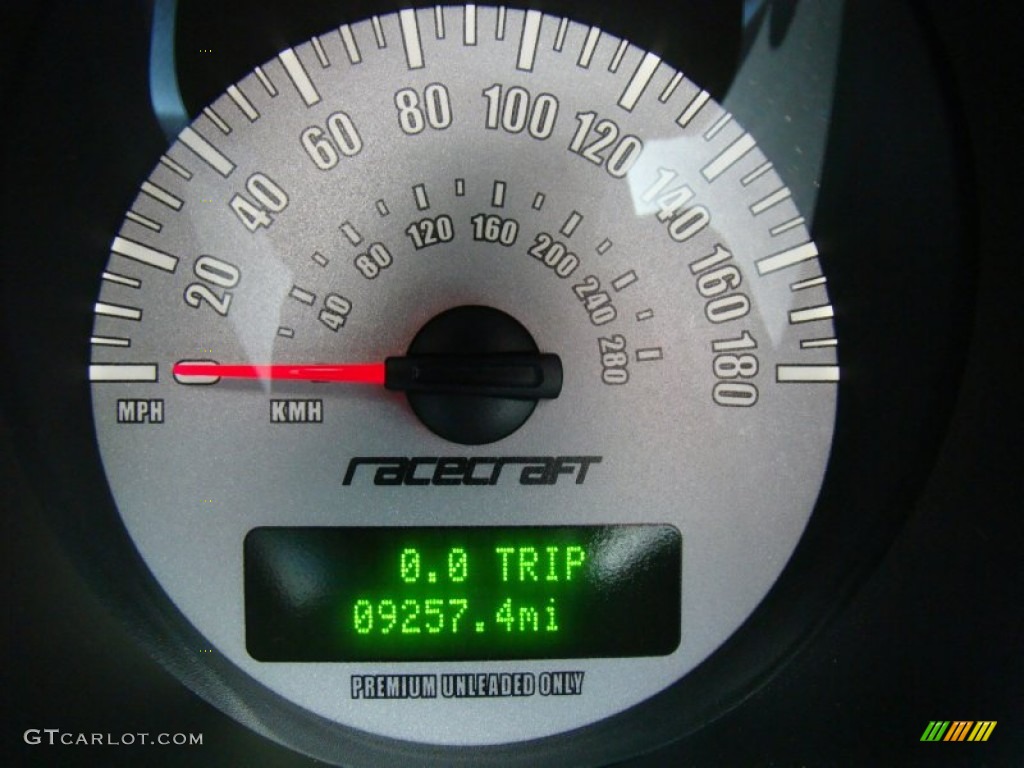 20 40 60 80 100 120 140 160 180
40 80 120 160 200 240 280
0
MPH KMH
racecraft
0.0 TRIP
09257.4mi
PREMIUM UNLEADED ONLY
GTCARLOT.COM